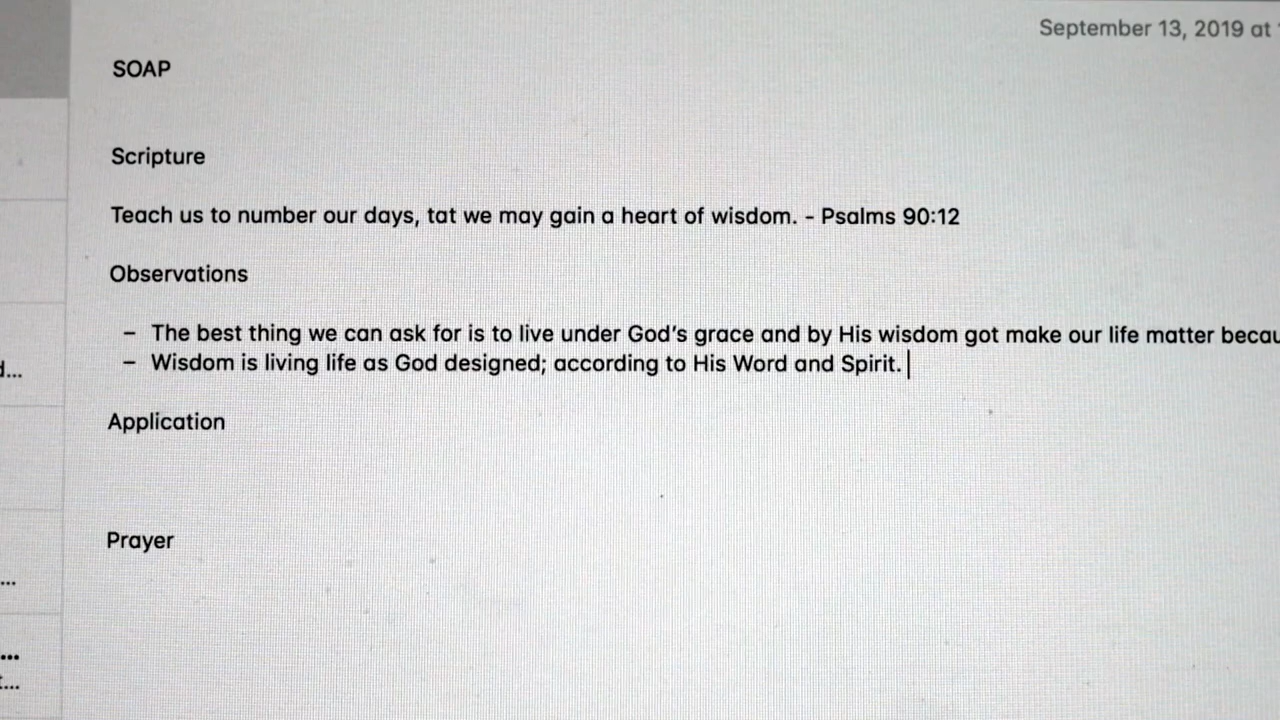 September 13, 2019 at
SOAP
Scripture
Teach us to number our days, tat we may gain a heart of wisdom. - Psalms 90:12
Observations
– The best thing we can ask for is to live under God's grace and by His wisdom got make our life matter becau
– Wisdom is living life as God designed; according to His Word and Spirit.
d...
Application
Prayer
...
...
t...